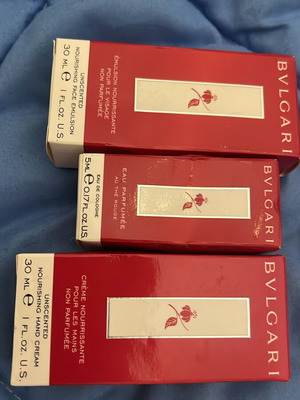 BVLGARI
ÉMULSION NOURRISSANTE
POUR LE VISAGE
NON PARFUMÉE
UNSCENTED
NOURISHING FACE EMULSION
30 ML ℮ 1 FL. OZ. U.S.
BVLGARI
EAU PARFUMÉE
AU THÉ ROUGE
EAU DE COLOGNE
5ML ℮ 0.17 FL.OZ.U.S.
BVLGARI
CRÈME NOURRISSANTE
POUR LES MAINS
NON PARFUMÉE
UNSCENTED
NOURISHING HAND CREAM
30 ML ℮ 1 FL. OZ. U.S.